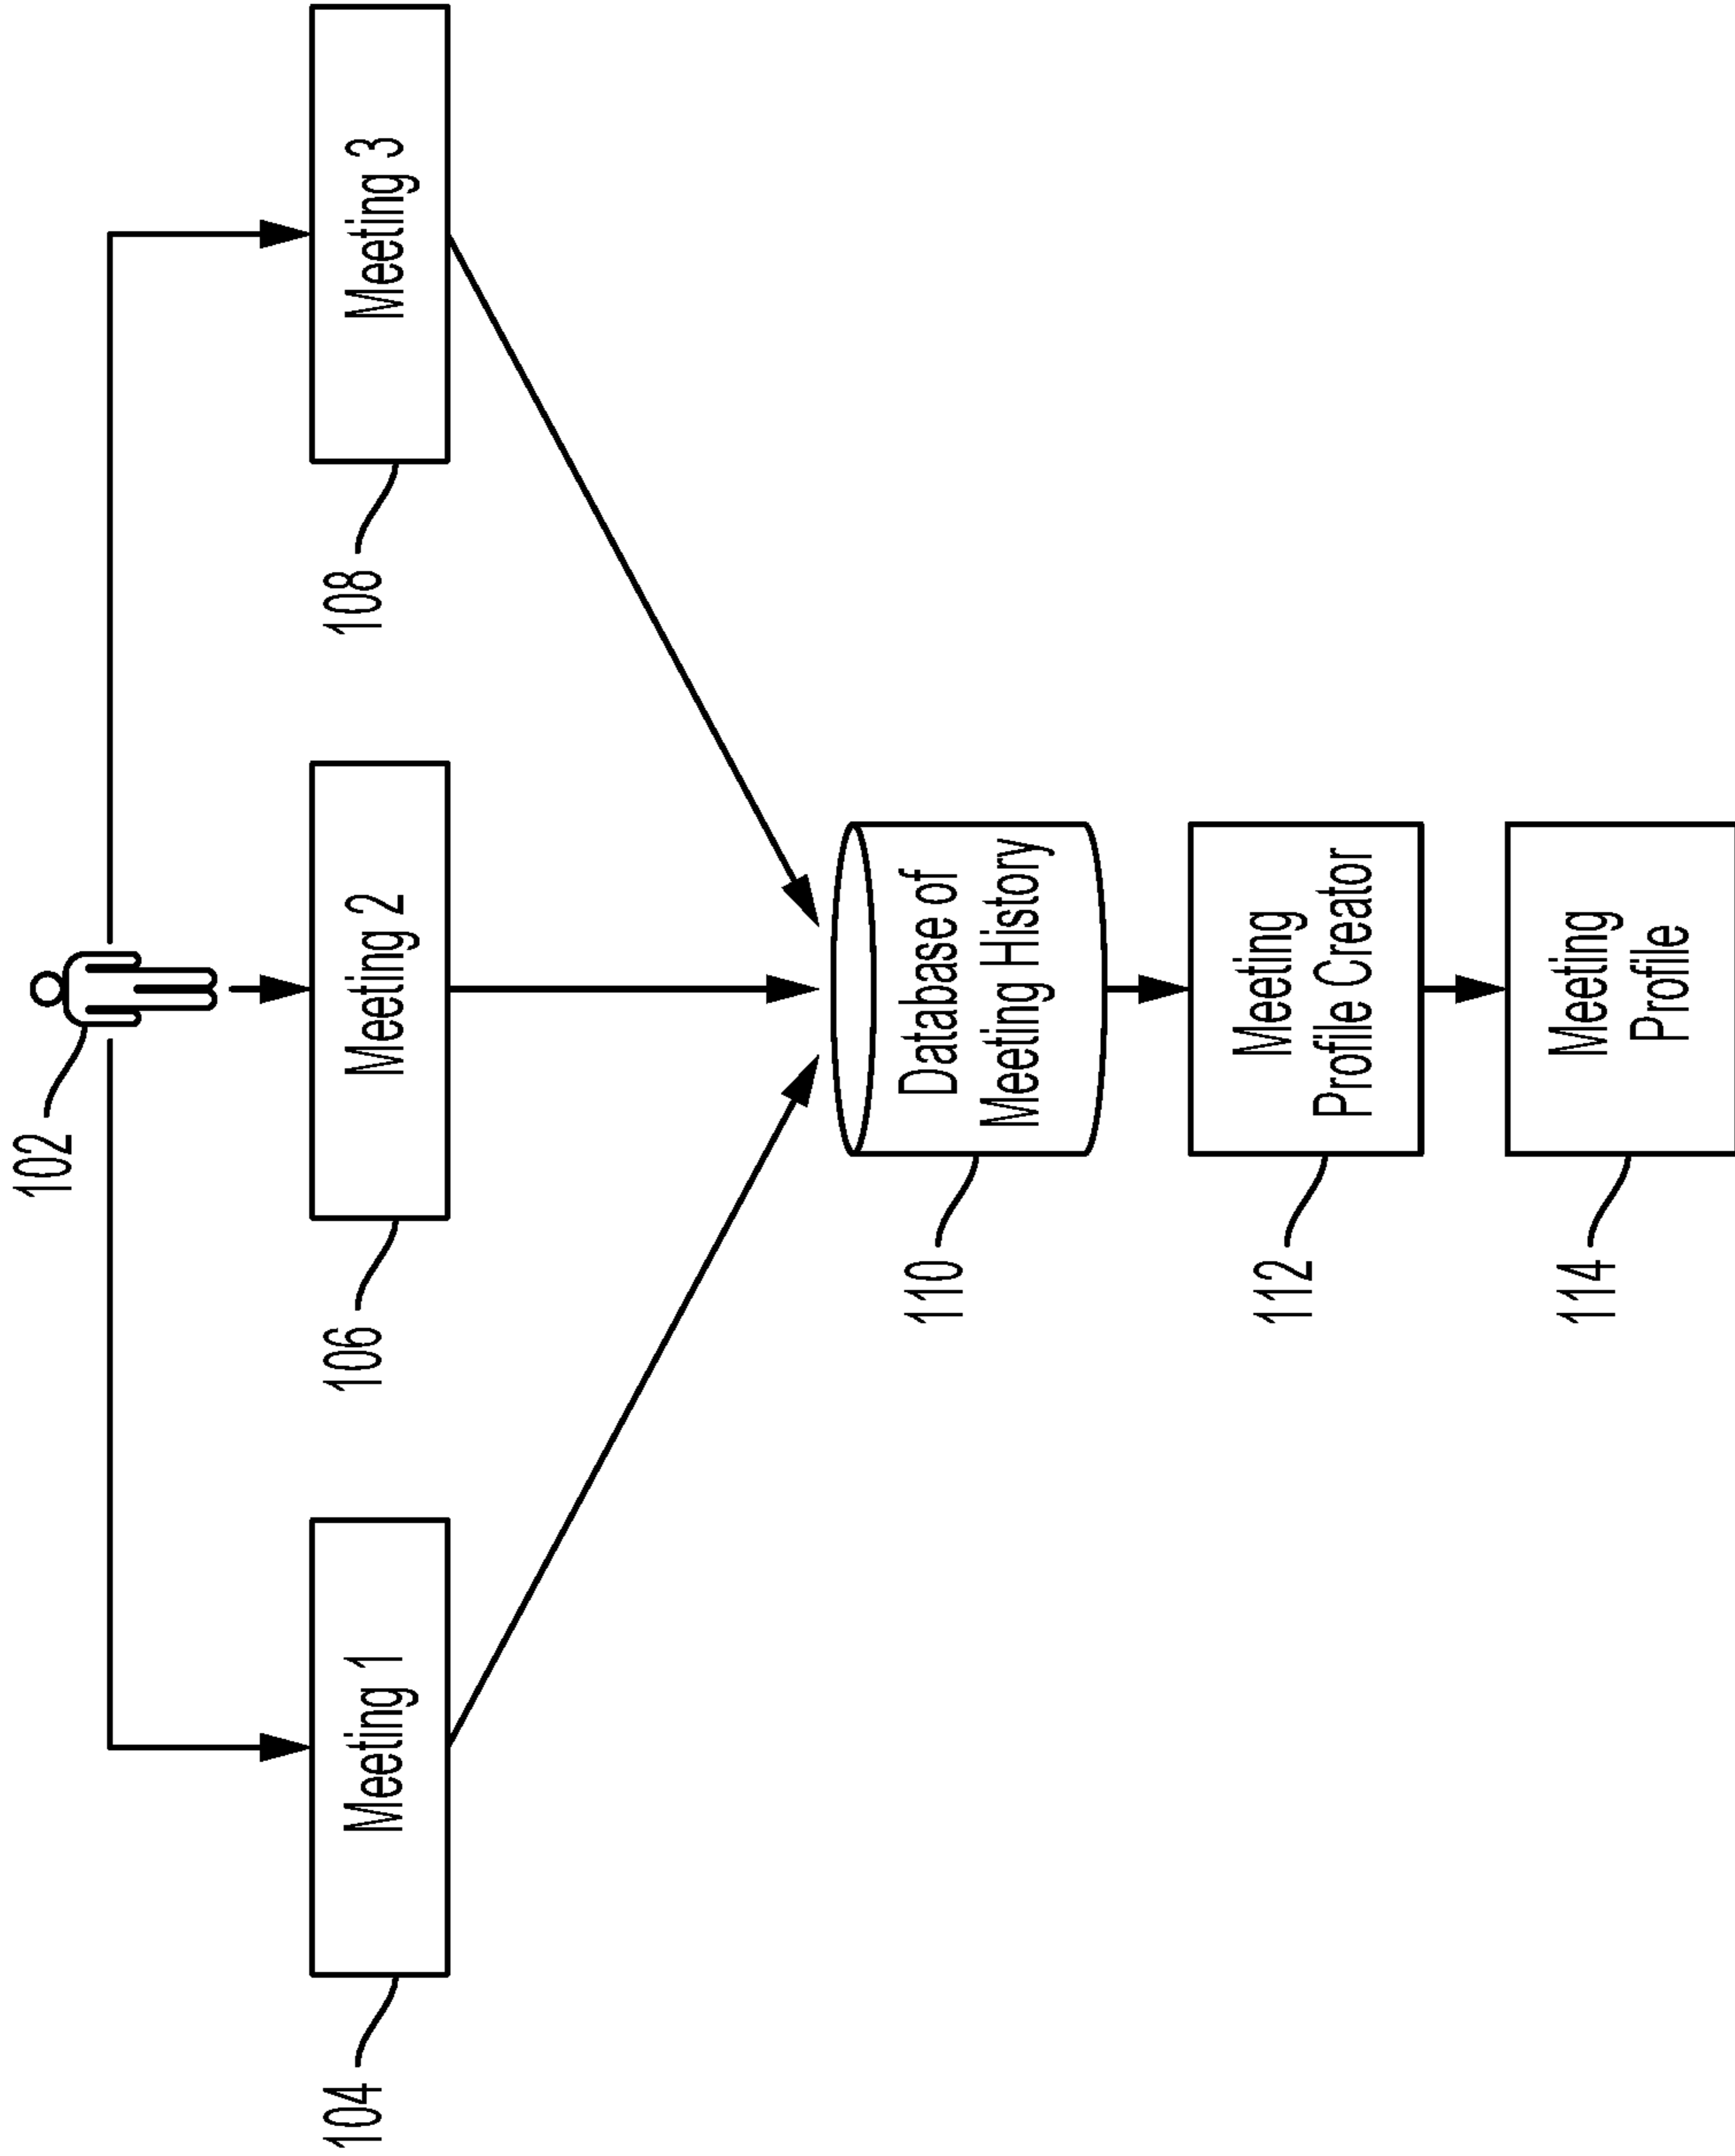 102
104
Meeting 1
106
Meeting 2
108
Meeting 3
110
Database of
Meeting History
112
Meeting
Profile Creator
114
Meeting
Profile